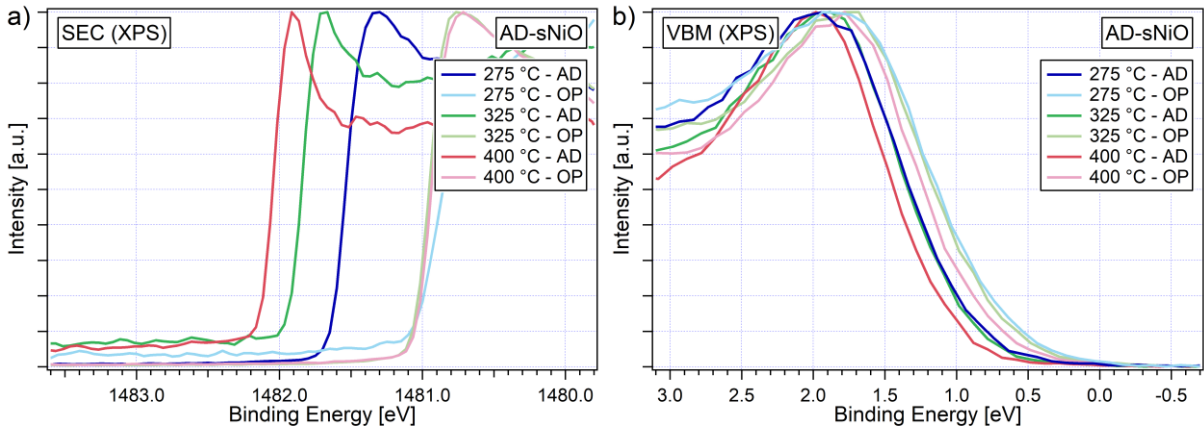 a)
SEC (XPS)
AD-sNiO
275 °C - AD
275 °C - OP
325 °C - AD
325 °C - OP
400 °C - AD
400 °C - OP
Intensity [a.u.]
1483.0 1482.0 1481.0 1480.0
Binding Energy [eV]
b)
VBM (XPS)
AD-sNiO
275 °C - AD
275 °C - OP
325 °C - AD
325 °C - OP
400 °C - AD
400 °C - OP
Intensity [a.u.]
3.0 2.5 2.0 1.5 1.0 0.5 0.0 -0.5
Binding Energy [eV]